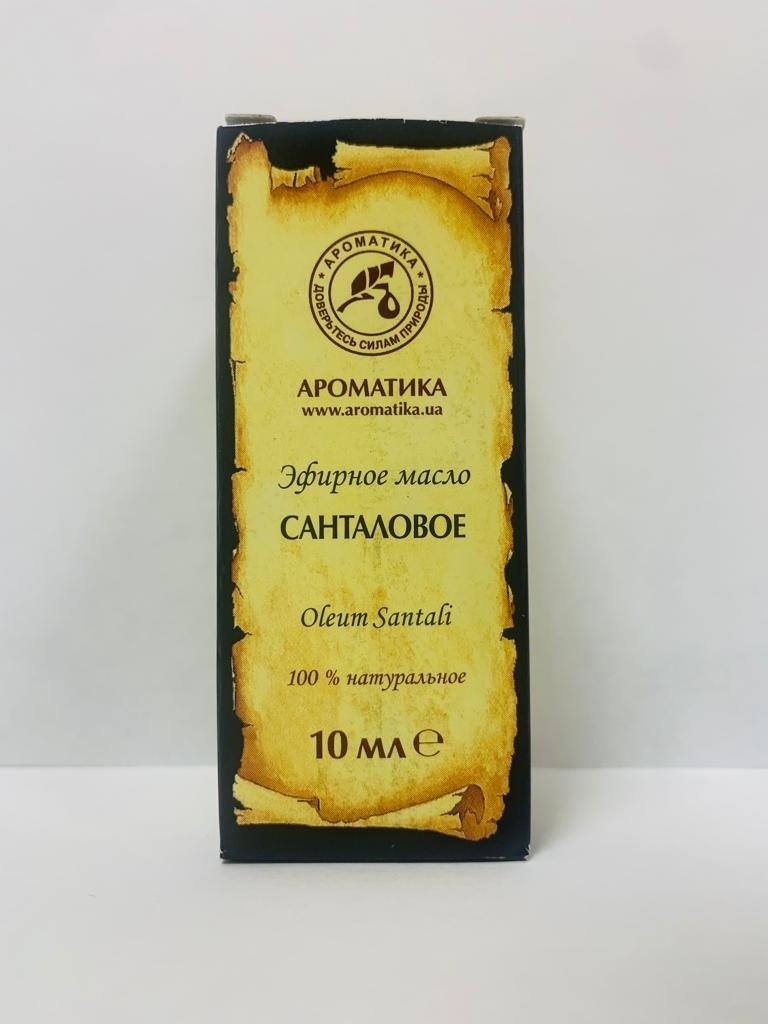 ★ АРОМАТИКА ★
ДОВЕРЬТЕСЬ СИЛАМ ПРИРОДЫ
АРОМАТИКА
www.aromatika.ua
Эфирное масло
САНТАЛОВОЕ
Oleum Santali
100 % натуральное
10 мл ℮